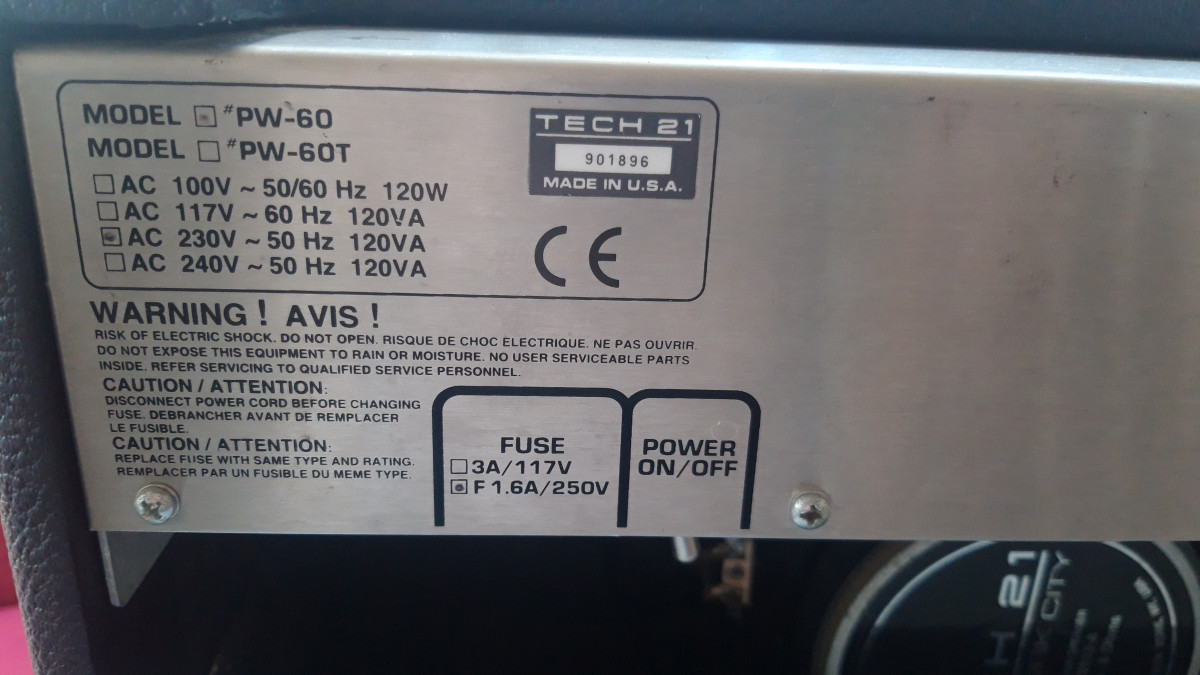 MODEL #PW-60
MODEL #PW-60T
AC 100V ~ 50/60 Hz 120W
AC 117V ~ 60 Hz 120VA
AC 230V ~ 50 Hz 120VA
AC 240V ~ 50 Hz 120VA
TECH 21
901896
MADE IN U.S.A.
CE
WARNING ! AVIS !
RISK OF ELECTRIC SHOCK. DO NOT OPEN. RISQUE DE CHOC ELECTRIQUE. NE PAS OUVRIR.
DO NOT EXPOSE THIS EQUIPMENT TO RAIN OR MOISTURE. NO USER SERVICEABLE PARTS
INSIDE. REFER SERVICING TO QUALIFIED SERVICE PERSONNEL.
CAUTION / ATTENTION:
DISCONNECT POWER CORD BEFORE CHANGING
FUSE. DEBRANCHER AVANT DE REMPLACER
LE FUSIBLE.
CAUTION / ATTENTION:
REPLACE FUSE WITH SAME TYPE AND RATING.
REMPLACER PAR UN FUSIBLE DU MEME TYPE.
FUSE
3A/117V
F 1.6A/250V
POWER
ON/OFF
H 21
CITY